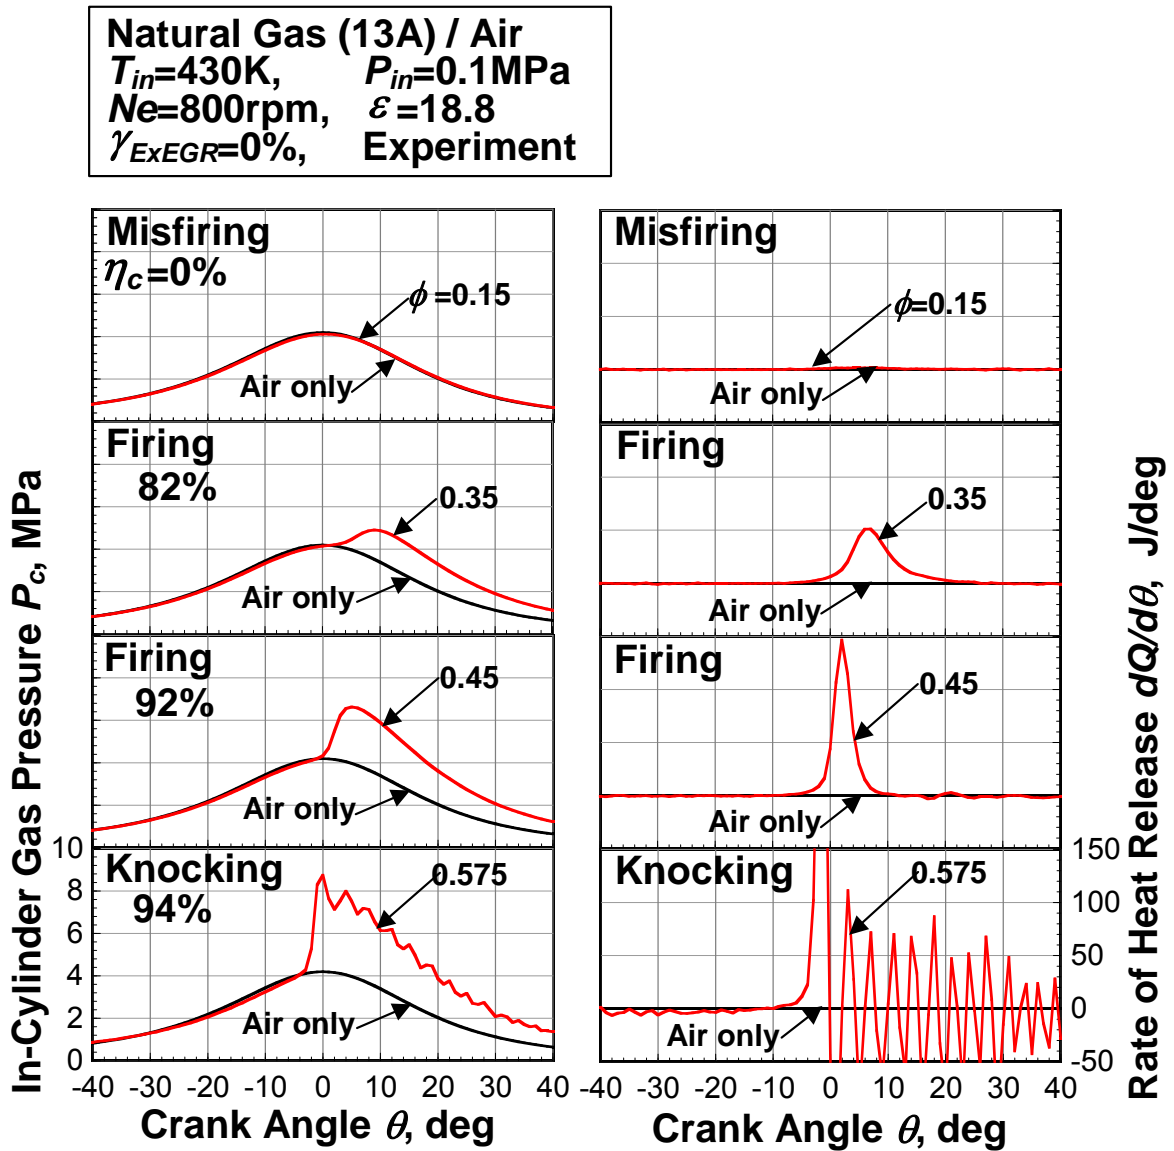 Natural Gas (13A) / Air
T_in=430K, P_in=0.1MPa
Ne=800rpm, ε=18.8
γ_ExEGR=0%, Experiment
In-Cylinder Gas Pressure P_c, MPa
Misfiring
η_c=0%
ϕ=0.15
Air only
Firing
82%
0.35
Air only
Firing
92%
0.45
Air only
Knocking
94%
0.575
Air only
10
8
6
4
2
0
-40 -30 -20 -10 0 10 20 30 40
Crank Angle θ, deg
Misfiring
ϕ=0.15
Air only
Firing
0.35
Air only
Firing
0.45
Air only
Knocking
0.575
Air only
150
100
50
0
-50
-40 -30 -20 -10 0 10 20 30 40
Crank Angle θ, deg
Rate of Heat Release dQ/dθ, J/deg